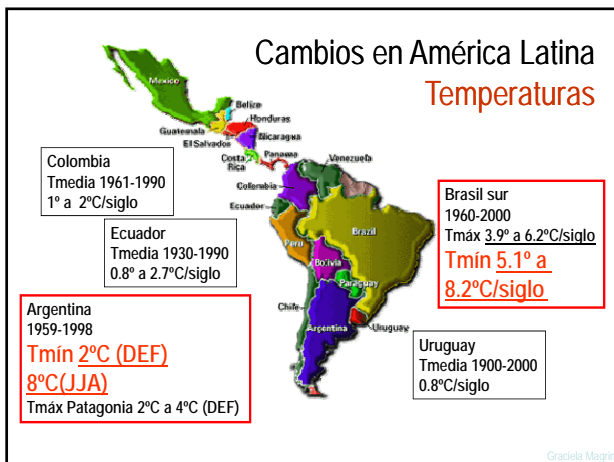 Cambios en América Latina
Temperaturas
Mexico
Belize
Honduras
Guatemala
Nicaragua
El Salvador
Costa
Rica
Panama
Venezuela
Colombia
Ecuador
Peru
Brazil
Bolivia
Paraguay
Chile
Argentina
Uruguay
Colombia
Tmedia 1961-1990
1º a 2ºC/siglo
Ecuador
Tmedia 1930-1990
0.8º a 2.7ºC/siglo
Argentina
1959-1998
Tmín 2ºC (DEF)
8ºC(JJA)
Tmáx Patagonia 2ºC a 4ºC (DEF)
Brasil sur
1960-2000
Tmáx 3.9º a 6.2ºC/siglo
Tmín 5.1º a
8.2ºC/siglo
Uruguay
Tmedia 1900-2000
0.8ºC/siglo
Graciela Magrin